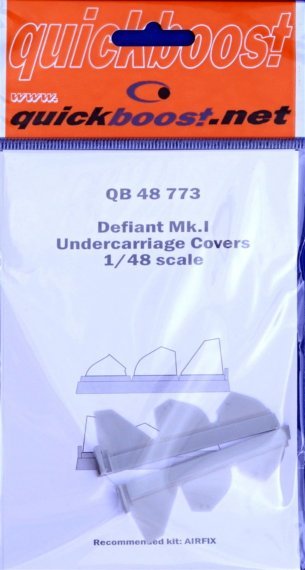 quickboost
www.
quickboost.net
QB 48 773
Defiant Mk.I
Undercarriage Covers
1/48 scale
Recommended kit: AIRFIX